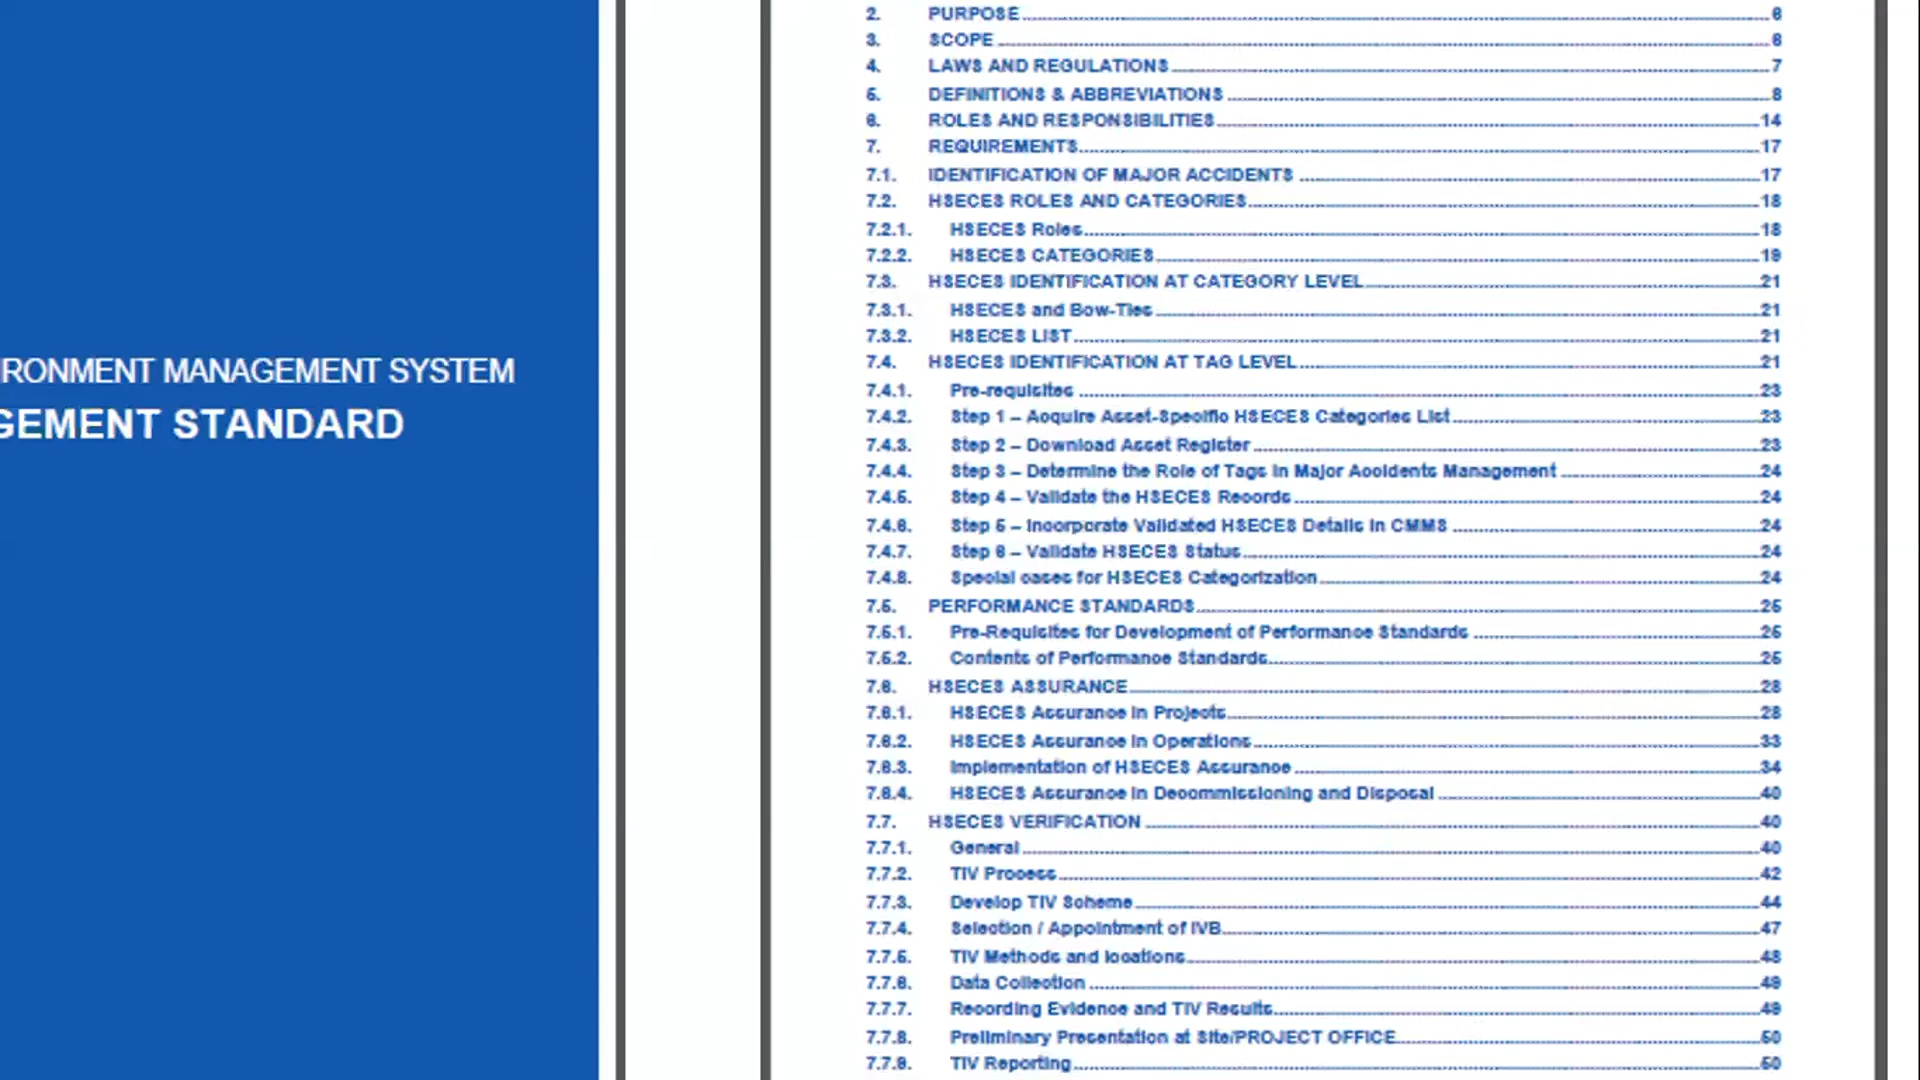 IRONMENT MANAGEMENT SYSTEM
GEMENT STANDARD
2. PURPOSE 6
3. SCOPE 6
4. LAWS AND REGULATIONS 7
5. DEFINITIONS & ABBREVIATIONS 8
6. ROLES AND RESPONSIBILITIES 14
7. REQUIREMENTS 17
7.1. IDENTIFICATION OF MAJOR ACCIDENTS 17
7.2. HSECES ROLES AND CATEGORIES 18
7.2.1. HSECES Roles 18
7.2.2. HSECES CATEGORIES 19
7.3. HSECES IDENTIFICATION AT CATEGORY LEVEL 21
7.3.1. HSECES and Bow-Ties 21
7.3.2. HSECES LIST 21
7.4. HSECES IDENTIFICATION AT TAG LEVEL 21
7.4.1. Pre-requisites 23
7.4.2. Step 1 – Acquire Asset-Specific HSECES Categories List 23
7.4.3. Step 2 – Download Asset Register 23
7.4.4. Step 3 – Determine the Role of Tags in Major Accidents Management 24
7.4.5. Step 4 – Validate the HSECES Records 24
7.4.6. Step 5 – Incorporate Validated HSECES Details in CMMS 24
7.4.7. Step 6 – Validate HSECES Status 24
7.4.8. Special cases for HSECES Categorization 24
7.5. PERFORMANCE STANDARDS 25
7.5.1. Pre-Requisites for Development of Performance Standards 25
7.5.2. Contents of Performance Standards 25
7.6. HSECES ASSURANCE 28
7.6.1. HSECES Assurance in Projects 28
7.6.2. HSECES Assurance in Operations 33
7.6.3. Implementation of HSECES Assurance 34
7.6.4. HSECES Assurance in Decommissioning and Disposal 40
7.7. HSECES VERIFICATION 40
7.7.1. General 40
7.7.2. TIV Process 42
7.7.3. Develop TIV Scheme 44
7.7.4. Selection / Appointment of IVB 47
7.7.5. TIV Methods and locations 48
7.7.6. Data Collection 49
7.7.7. Recording Evidence and TIV Results 49
7.7.8. Preliminary Presentation at Site/PROJECT OFFICE 50
7.7.9. TIV Reporting 50